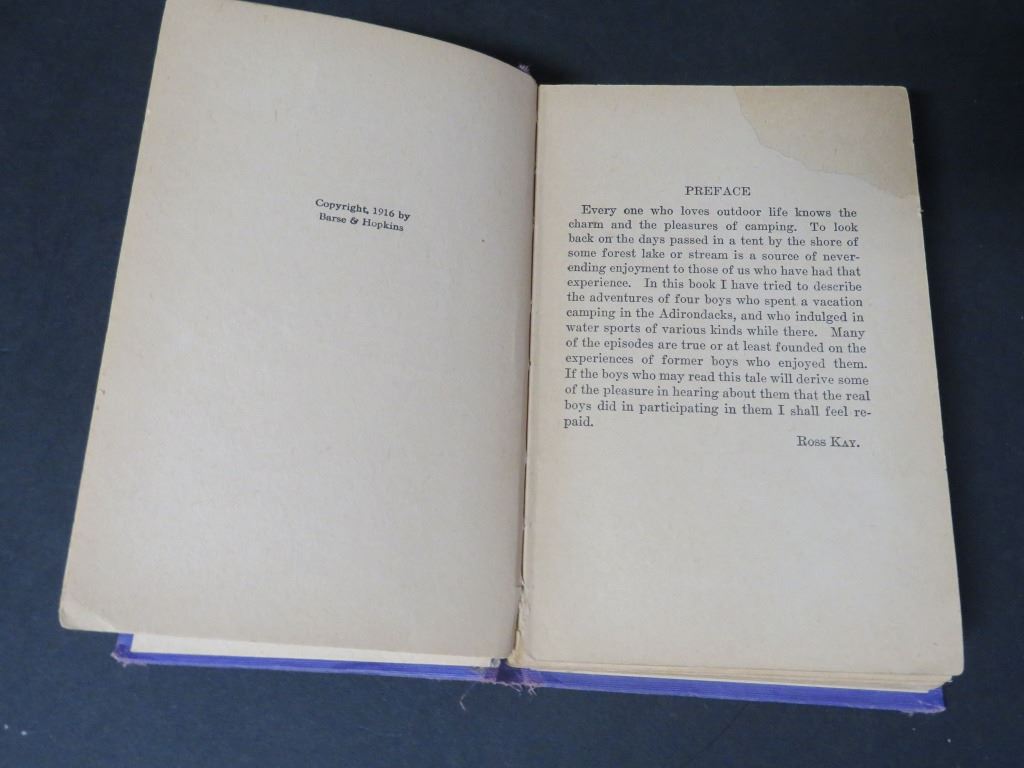 Copyright, 1916 by
Barse & Hopkins
PREFACE
Every one who loves outdoor life knows the
charm and the pleasures of camping. To look
back on the days passed in a tent by the shore of
some forest lake or stream is a source of never-
ending enjoyment to those of us who have had that
experience. In this book I have tried to describe
the adventures of four boys who spent a vacation
camping in the Adirondacks, and who indulged in
water sports of various kinds while there. Many
of the episodes are true or at least founded on the
experiences of former boys who enjoyed them.
If the boys who may read this tale will derive some
of the pleasure in hearing about them that the real
boys did in participating in them I shall feel re-
paid.
Ross Kay.